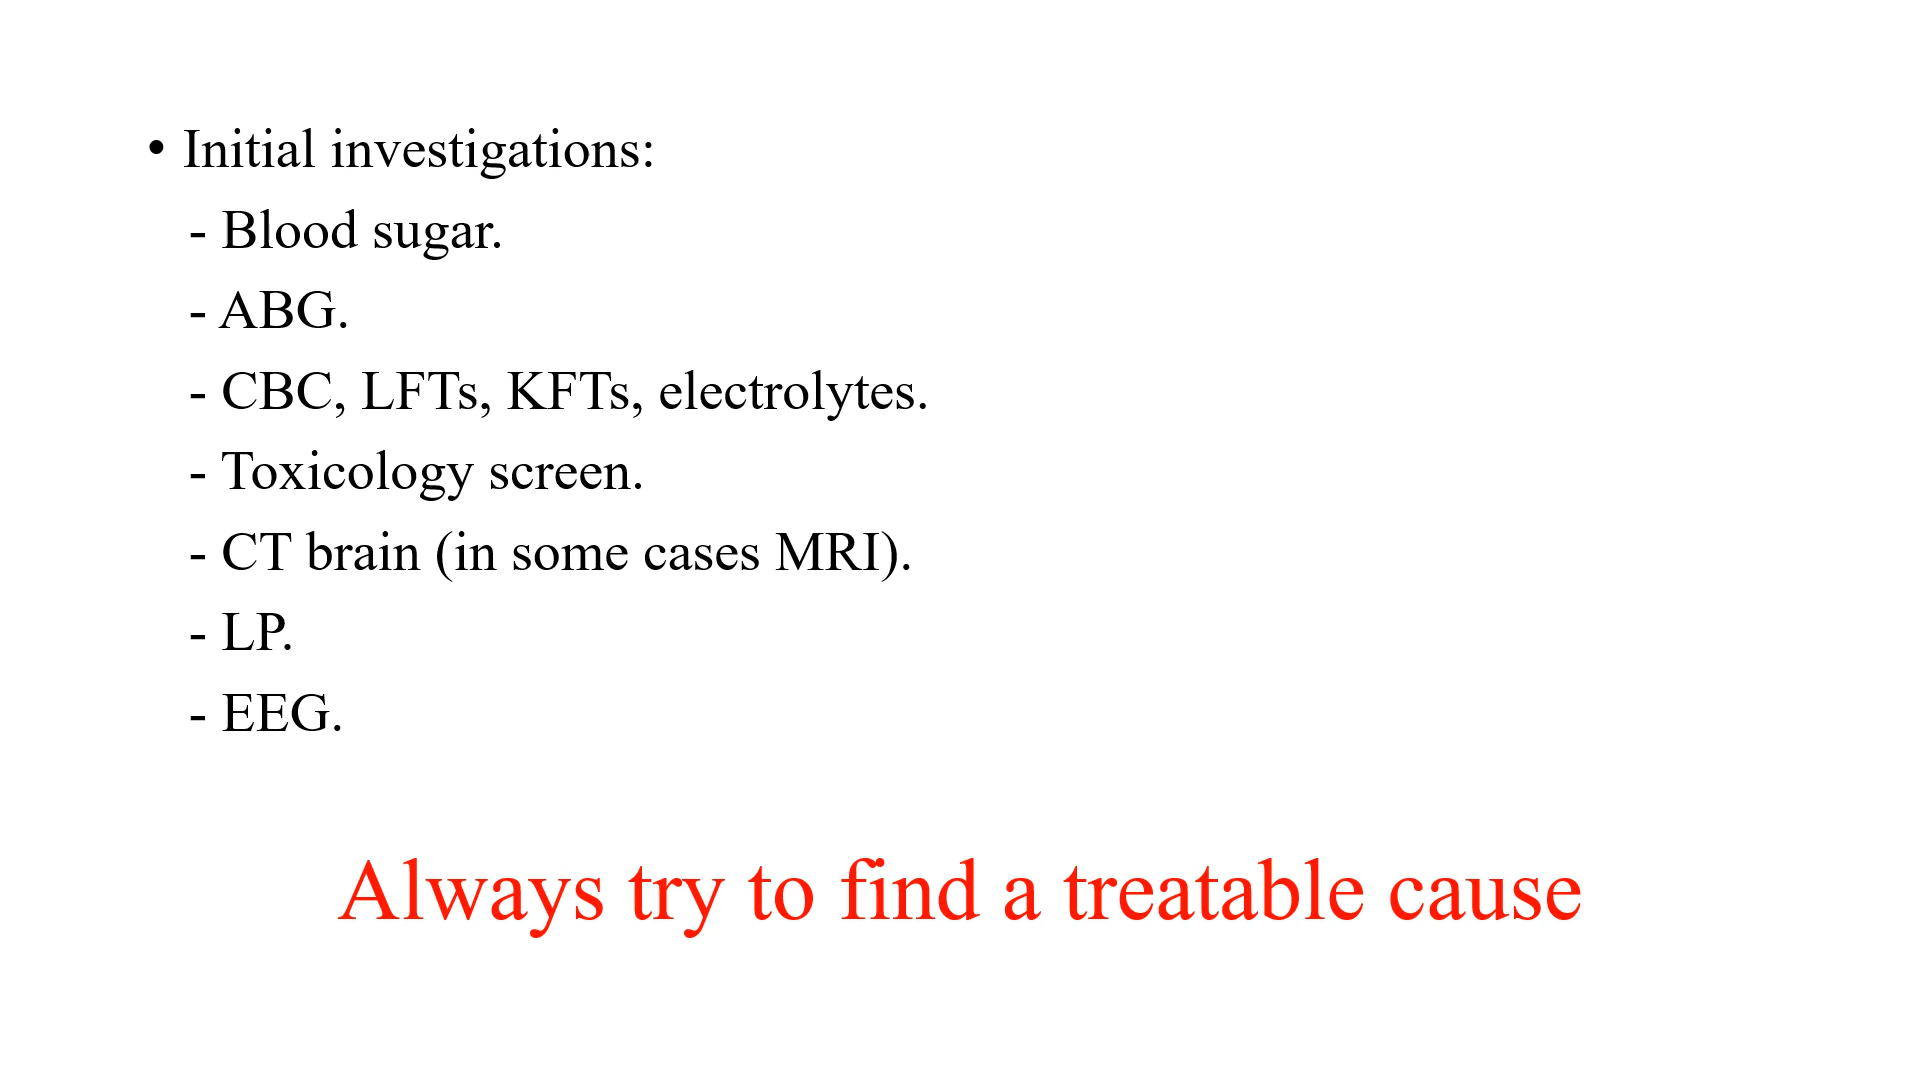 • Initial investigations:
- Blood sugar.
- ABG.
- CBC, LFTs, KFTs, electrolytes.
- Toxicology screen.
- CT brain (in some cases MRI).
- LP.
- EEG.
Always try to find a treatable cause